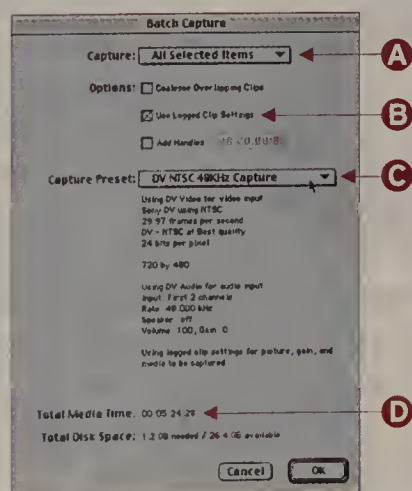 Batch Capture
Capture: All Selected Items
A
Options: Coalesce Overlapping Clips
Use Logged Clip Settings
B
Add Handles
Capture Preset: DV NTSC 48KHz Capture
C
Using DV Video for video input
Sony DV using NTSC
29.97 frames per second
DV - NTSC at Best quality
24 bits per pixel
720 by 480
Using DV Audio for audio input
Input: First 2 channels
Rate 48.000 kHz
Speaker off
Volume 100, Gain 0
Using logged clip settings for picture, gain, and
media to be captured
Total Media Time: 00:05:24:28
D
Total Disk Space: 1.2 GB needed / 26.4 GB available
Cancel
OK